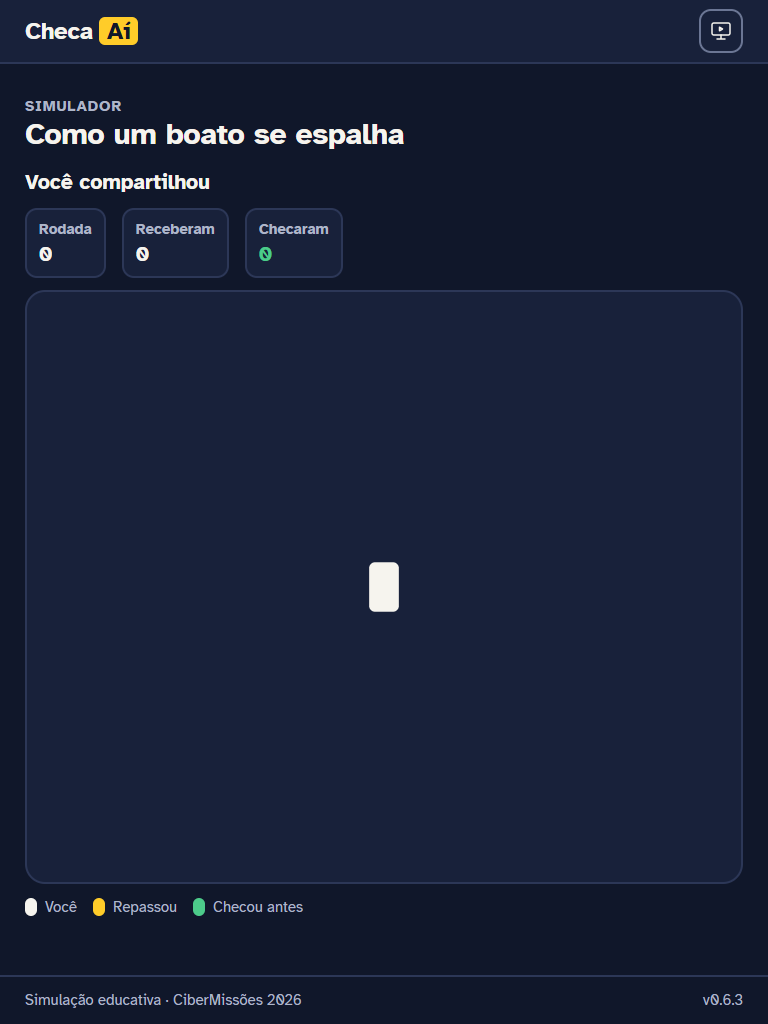 Checa Aí
SIMULADOR
Como um boato se espalha
Você compartilhou
Rodada
0
Receberam
0
Checaram
0
Você
Repassou
Checou antes
Simulação educativa · CiberMissões 2026
v0.6.3